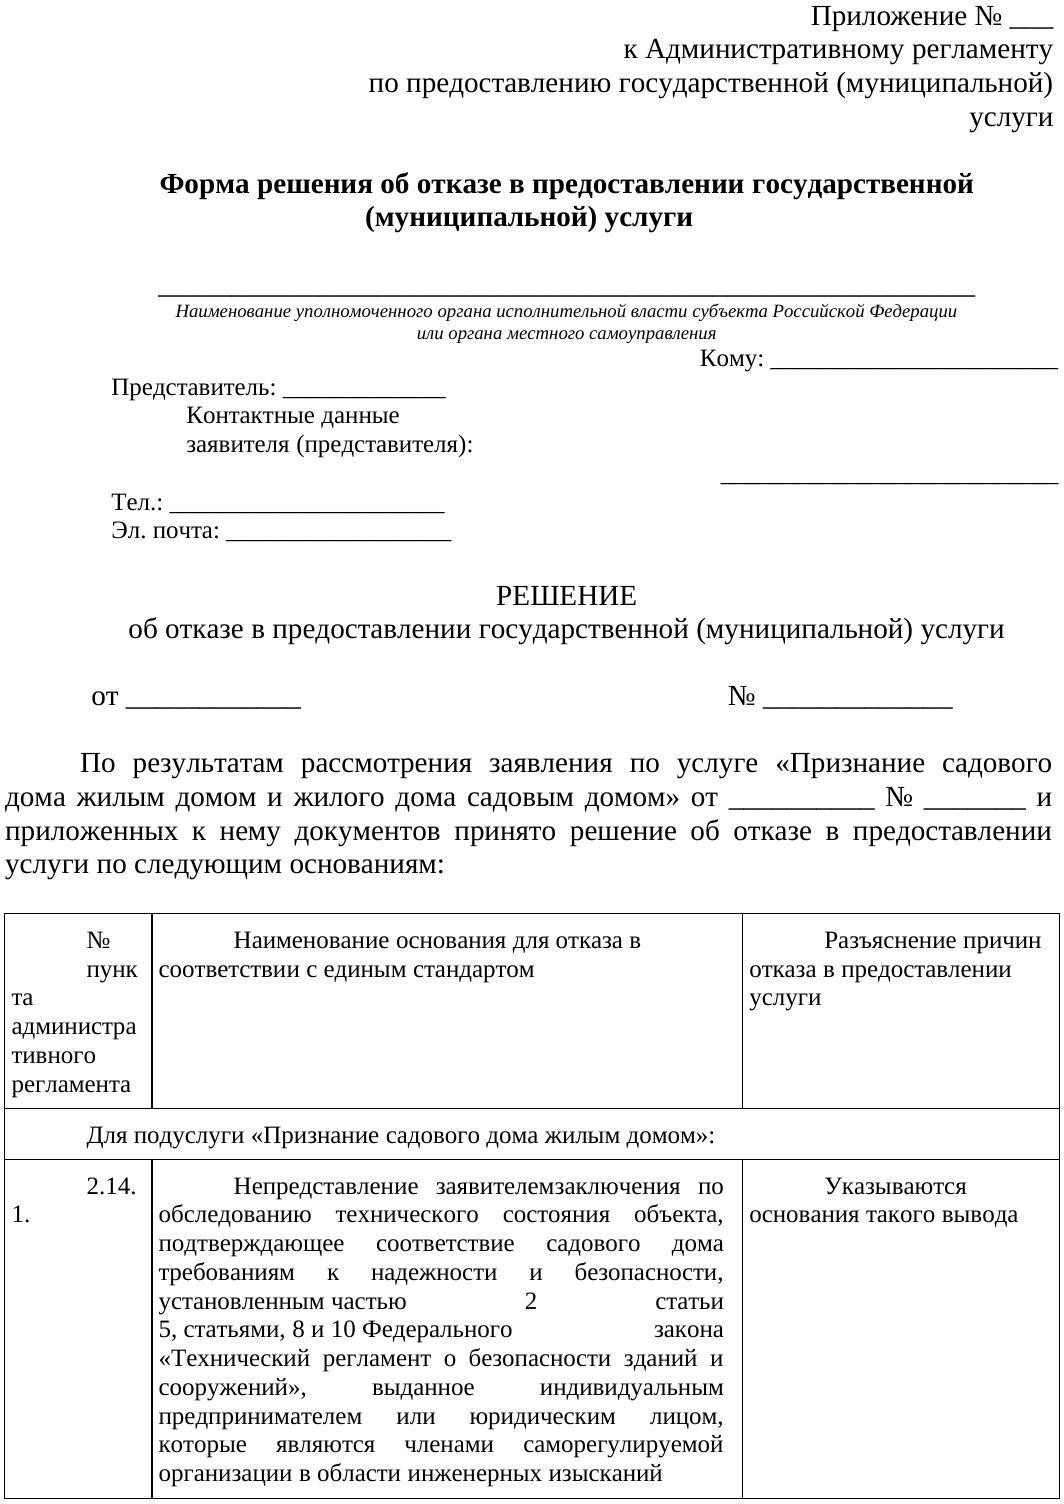 Приложение № ___
к Административному регламенту
по предоставлению государственной (муниципальной)
услуги
Форма решения об отказе в предоставлении государственной
(муниципальной) услуги
Наименование уполномоченного органа исполнительной власти субъекта Российской Федерации
или органа местного самоуправления
Кому: _______________________
Представитель: _____________
Контактные данные
заявителя (представителя):
___________________________
Тел.: ______________________
Эл. почта: __________________
РЕШЕНИЕ
об отказе в предоставлении государственной (муниципальной) услуги
от ____________ № _____________
По результатам рассмотрения заявления по услуге «Признание садового
дома жилым домом и жилого дома садовым домом» от __________ № _______ и
приложенных к нему документов принято решение об отказе в предоставлении
услуги по следующим основаниям:
№
пунк
та
администра
тивного
регламента
Наименование основания для отказа в
соответствии с единым стандартом
Разъяснение причин
отказа в предоставлении
услуги
Для подуслуги «Признание садового дома жилым домом»:
2.14.
1.
Непредставление заявителемзаключения по
обследованию технического состояния объекта,
подтверждающее соответствие садового дома
требованиям к надежности и безопасности,
установленным частью 2 статьи
5, статьями, 8 и 10 Федерального закона
«Технический регламент о безопасности зданий и
сооружений», выданное индивидуальным
предпринимателем или юридическим лицом,
которые являются членами саморегулируемой
организации в области инженерных изысканий
Указываются
основания такого вывода